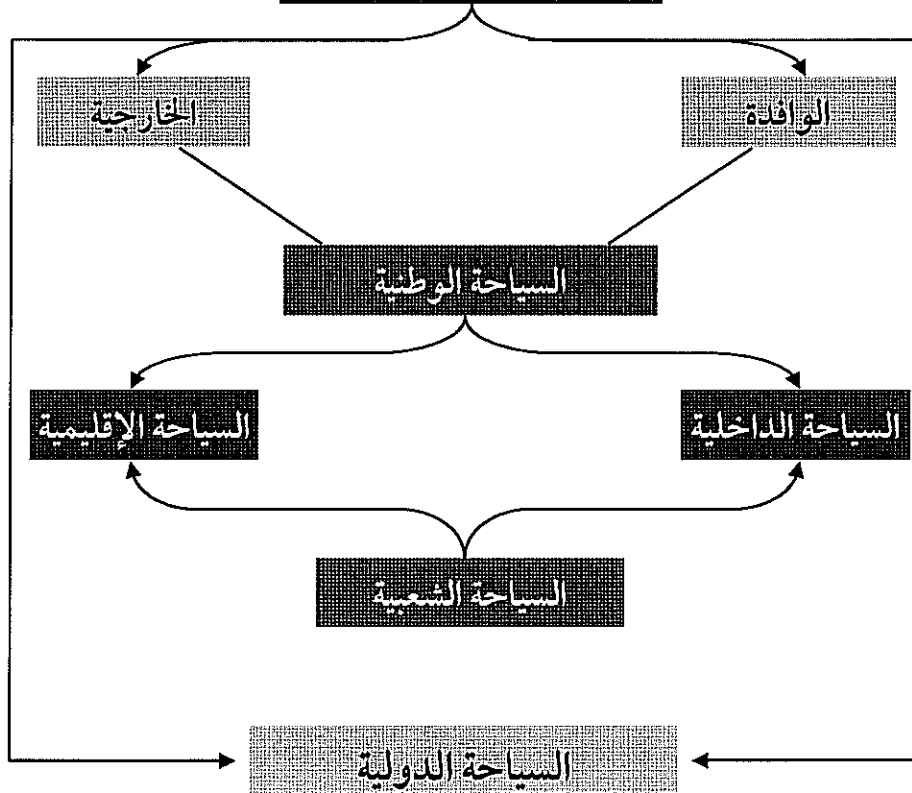 الوافدة
الخارجية
السياحة الوطنية
السياحة الداخلية
السياحة الإقليمية
السياحة الشعبية
السياحة الدولية